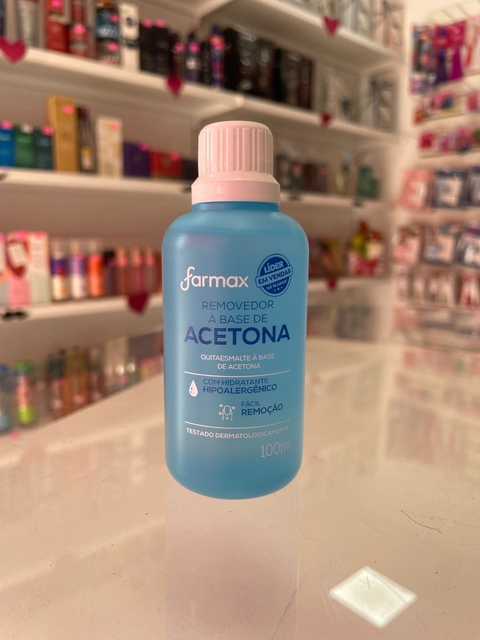 farmax
LÍDER
EM VENDAS
REMOVEDOR
À BASE DE
ACETONA
QUITAESMALTE À BASE
DE ACETONA
COM HIDRATANTE
HIPOALERGÊNICO
FÁCIL
REMOÇÃO
TESTADO DERMATOLOGICAMENTE
100ml